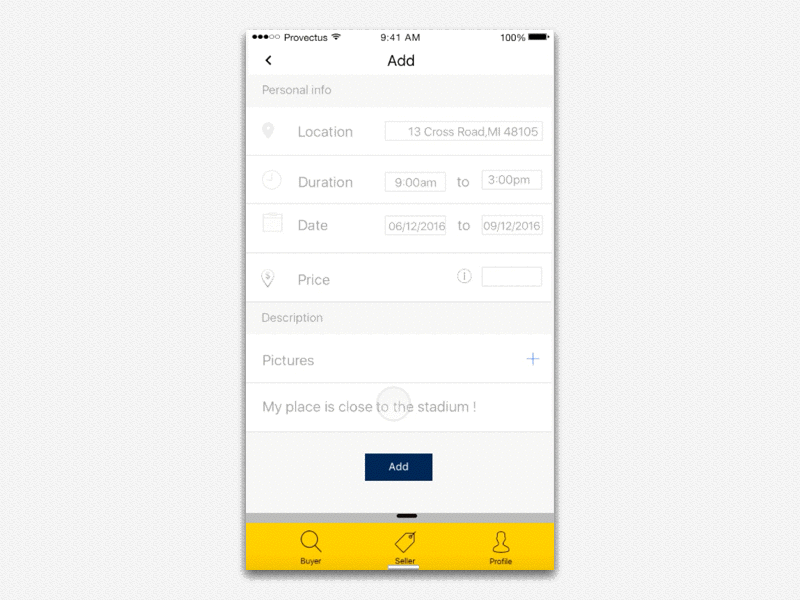 Provectus 9:41 AM 100%
Add
Personal info
Location 13 Cross Road,MI 48105
Duration 9:00am to 3:00pm
Date 06/12/2016 to 09/12/2016
Price
Description
Pictures
My place is close to the stadium !
Add
Buyer Seller Profile